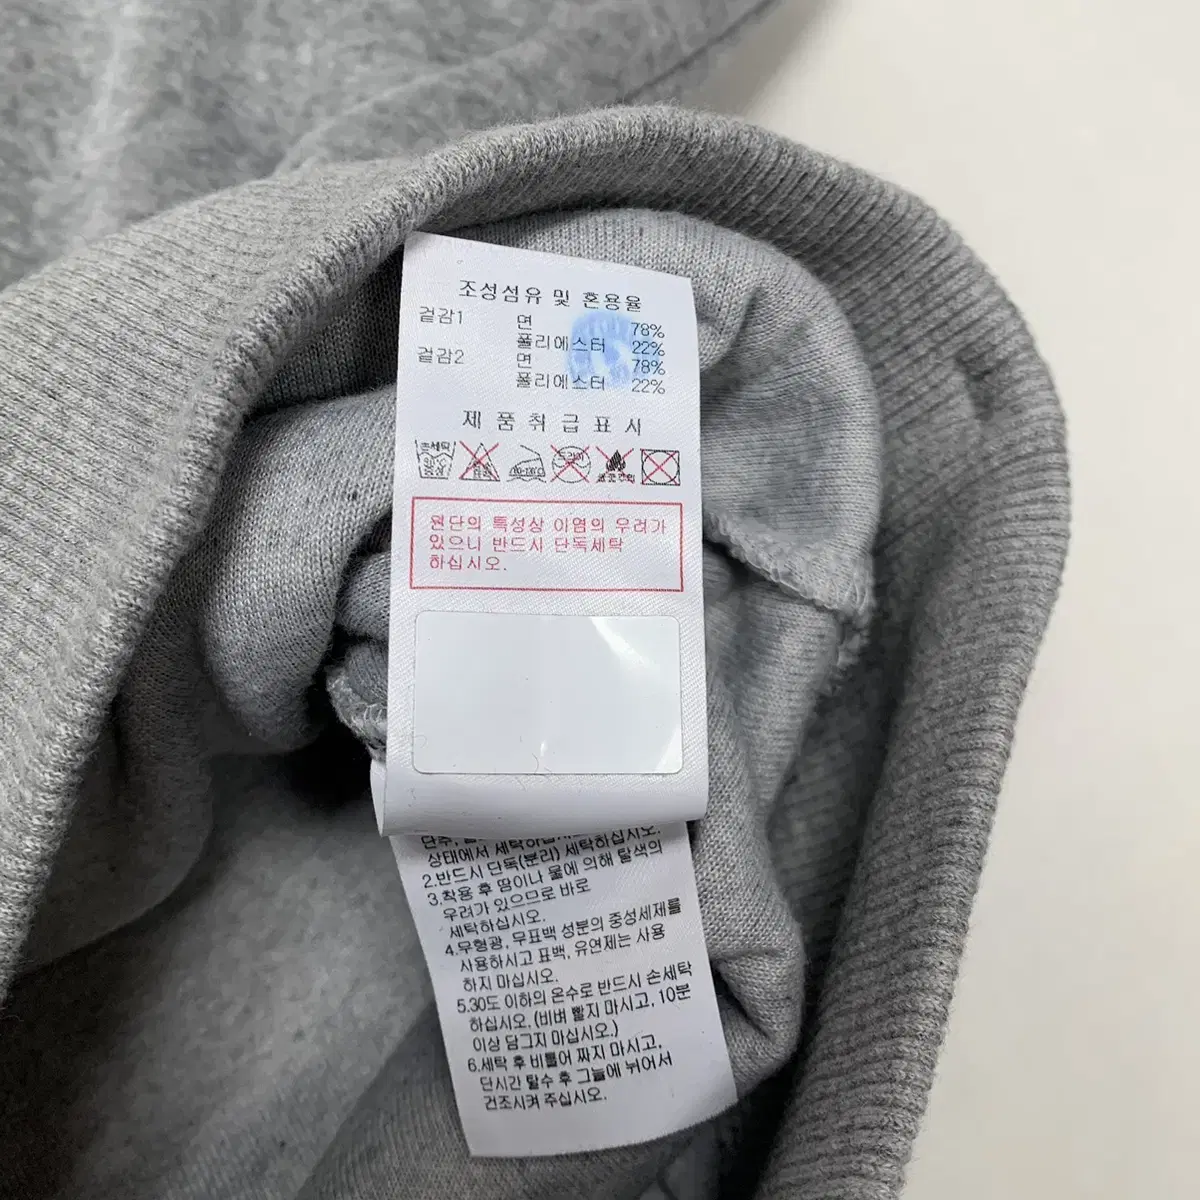 조성섬유 및 혼용율
겉감1 면 78%
폴리에스터 22%
겉감2 면 78%
폴리에스터 22%
제 품 취 급 표 시
손세탁
드라이
원단의 특성상 이염의 우려가
있으니 반드시 단독세탁
하십시오.
상태에서 세탁하십시오.
2.반드시 단독(분리) 세탁하십시오.
3.착용 후 땀이나 물에 의해 탈색의
우려가 있으므로 바로
세탁하십시오.
4.무형광, 무표백 성분의 중성세제를
사용하시고 표백, 유연제는 사용
하지 마십시오.
5.30도 이하의 온수로 반드시 손세탁
하십시오. (비벼 빨지 마시고, 10분
이상 담그지 마십시오.)
6.세탁 후 비틀어 짜지 마시고,
단시간 탈수 후 그늘에 뉘어서
건조시켜 주십시오.